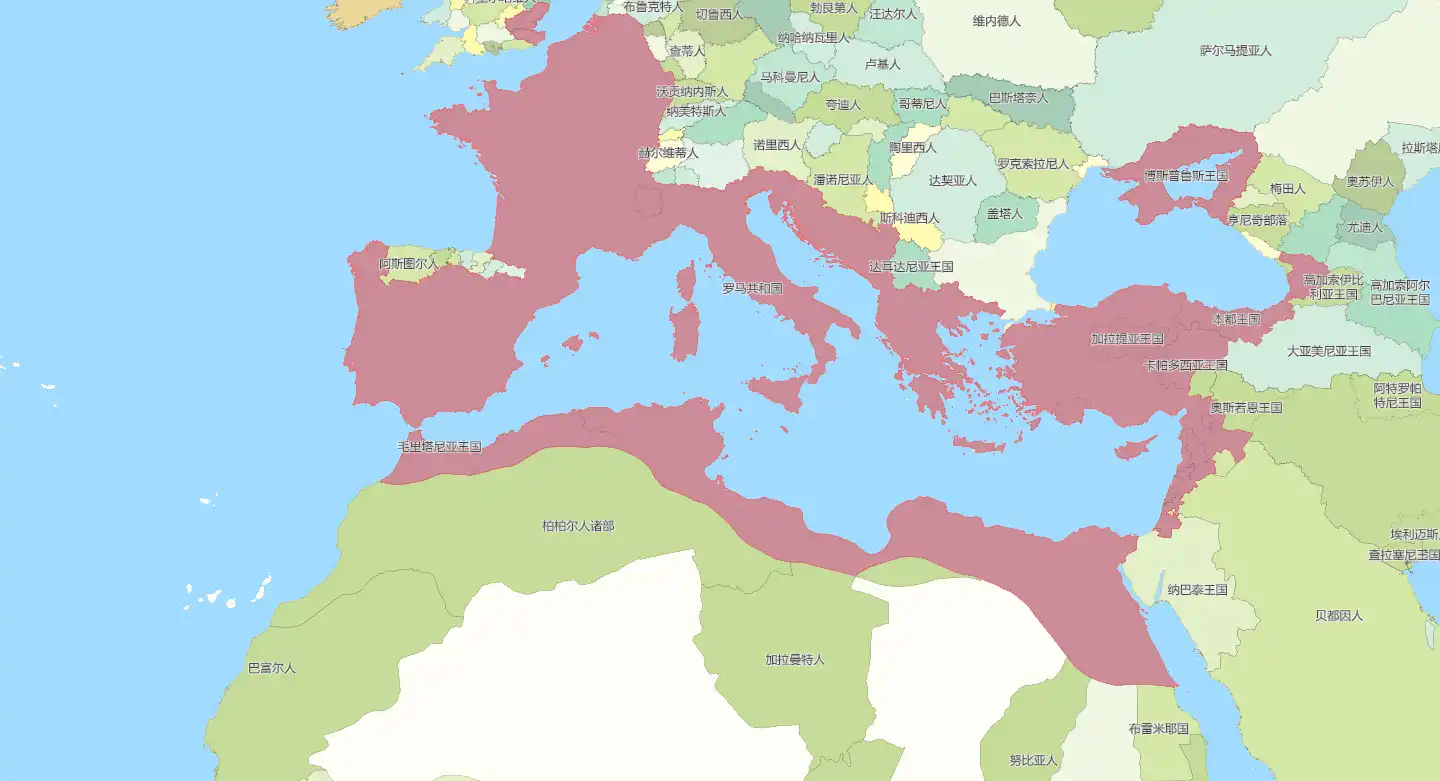 布鲁克特人
切鲁西人
勃艮第人
汪达尔人
维内德人
萨尔马提亚人
查蒂人
纳哈纳瓦里人
卢基人
马科曼尼人
沃贡纳内斯人
夸迪人
哥蒂尼人
巴斯塔奈人
纳美特斯人
赫尔维蒂人
诺里西人
陶里西人
罗克索拉尼人
拉斯塔
潘诺尼亚人
达契亚人
博斯普鲁斯王国
梅田人
奥苏伊人
斯科迪西人
盖塔人
亨尼奇部落
尤迪人
阿斯图尔人
达耳达尼亚王国
罗马共和国
高加索伊比
利亚王国
高加索阿尔
巴尼亚王国
本都王国
加拉提亚王国
大亚美尼亚王国
卡帕多西亚王国
阿特罗帕
特尼王国
奥斯若恩王国
毛里塔尼亚王国
柏柏尔人诸部
埃利迈斯
查拉塞尼王国
纳巴泰王国
贝都因人
巴富尔人
加拉曼特人
布雷米耶国
努比亚人